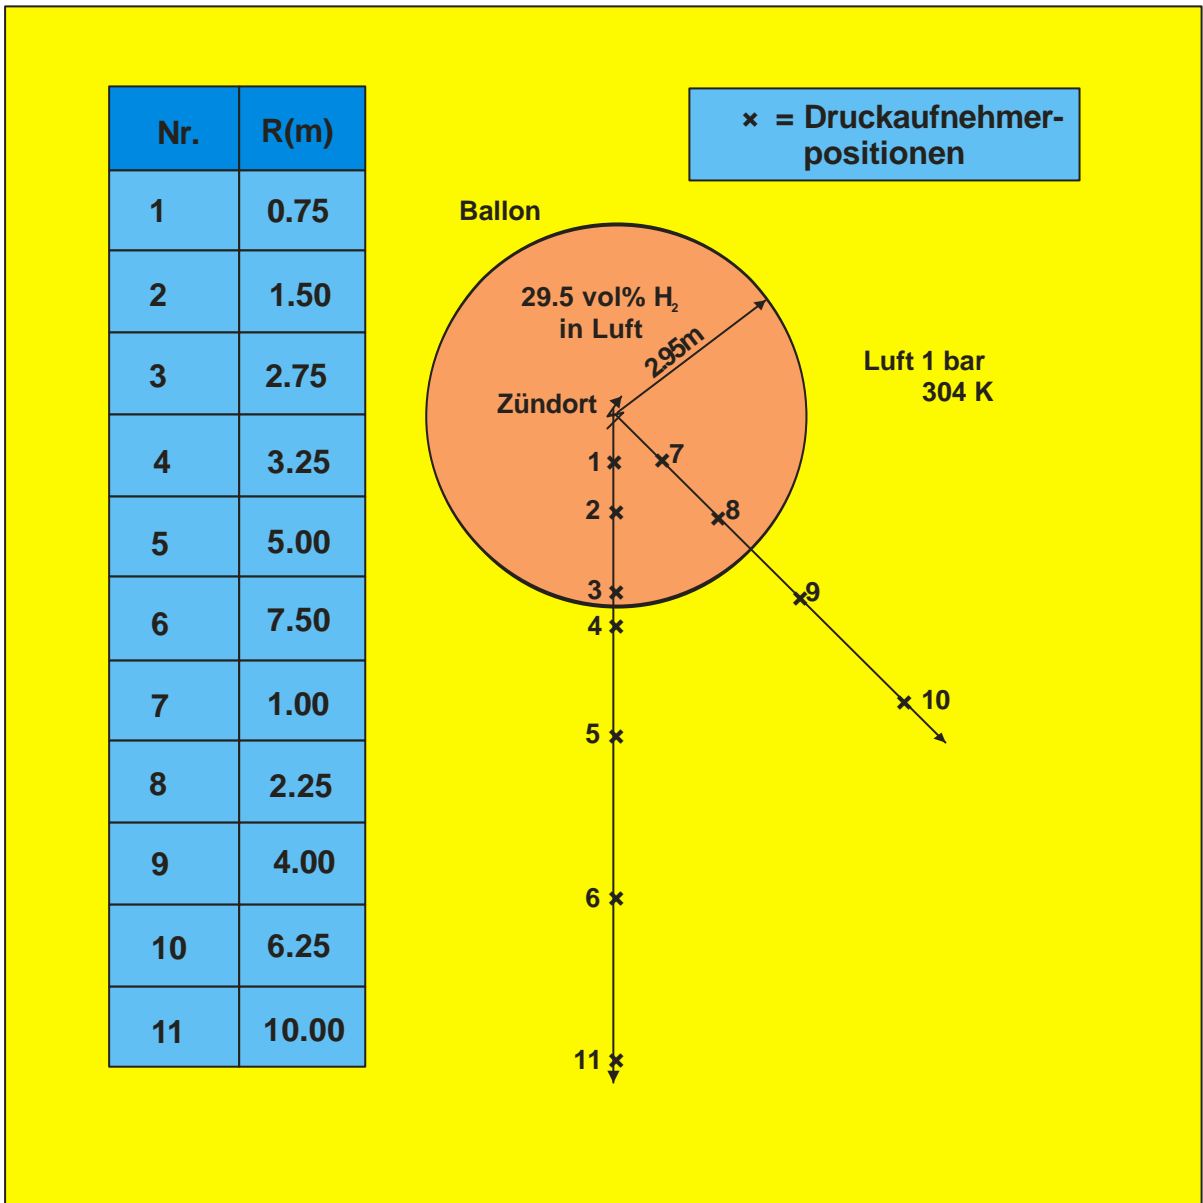 Nr. R(m)
1 0.75
2 1.50
3 2.75
4 3.25
5 5.00
6 7.50
7 1.00
8 2.25
9 4.00
10 6.25
11 10.00
× = Druckaufnehmer-
positionen
Ballon
29.5 vol% H₂
in Luft
2.95m
Luft 1 bar
304 K
Zündort
1
7
2
8
3
9
4
10
5
6
11